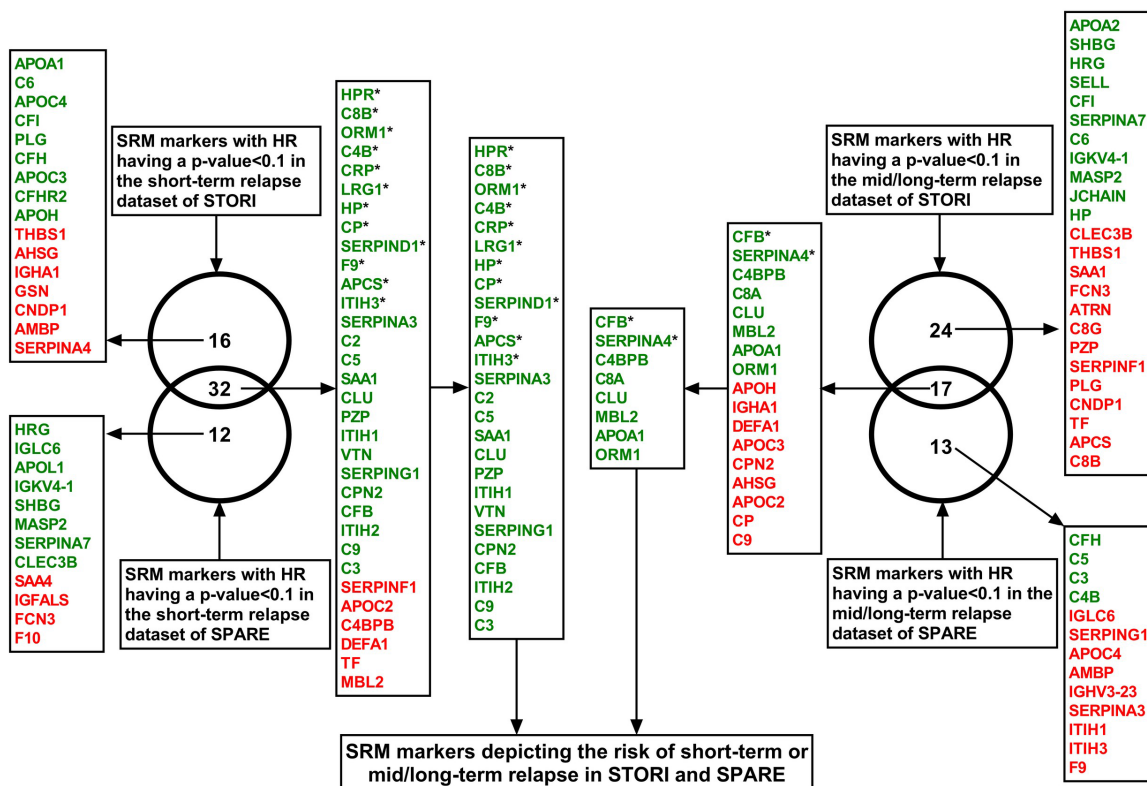 APOA1
C6
APOC4
CFI
PLG
CFH
APOC3
CFHR2
APOH
THBS1
AHSG
IGHA1
GSN
CNDP1
AMBP
SERPINA4
SRM markers with HR
having a p-value<0.1 in
the short-term relapse
dataset of STORI
16
32
12
HRG
IGLC6
APOL1
IGKV4-1
SHBG
MASP2
SERPINA7
CLEC3B
SAA4
IGFALS
FCN3
F10
SRM markers with HR
having a p-value<0.1 in
the short-term relapse
dataset of SPARE
HPR*
C8B*
ORM1*
C4B*
CRP*
LRG1*
HP*
CP*
SERPIND1*
F9*
APCS*
ITIH3*
SERPINA3
C2
C5
SAA1
CLU
PZP
ITIH1
VTN
SERPING1
CPN2
CFB
ITIH2
C9
C3
SERPINF1
APOC2
C4BPB
DEFA1
TF
MBL2
HPR*
C8B*
ORM1*
C4B*
CRP*
LRG1*
HP*
CP*
SERPIND1*
F9*
APCS*
ITIH3*
SERPINA3
C2
C5
SAA1
CLU
PZP
ITIH1
VTN
SERPING1
CPN2
CFB
ITIH2
C9
C3
CFB*
SERPINA4*
C4BPB
C8A
CLU
MBL2
APOA1
ORM1
CFB*
SERPINA4*
C4BPB
C8A
CLU
MBL2
APOA1
ORM1
APOH
IGHA1
DEFA1
APOC3
CPN2
AHSG
APOC2
CP
C9
SRM markers with HR
having a p-value<0.1 in
the mid/long-term relapse
dataset of STORI
24
17
13
SRM markers with HR
having a p-value<0.1 in the
mid/long-term relapse
dataset of SPARE
APOA2
SHBG
HRG
SELL
CFI
SERPINA7
C6
IGKV4-1
MASP2
JCHAIN
HP
CLEC3B
THBS1
SAA1
FCN3
ATRN
C8G
PZP
SERPINF1
PLG
CNDP1
TF
APCS
C8B
CFH
C5
C3
C4B
IGLC6
SERPING1
APOC4
AMBP
IGHV3-23
SERPINA3
ITIH1
ITIH3
F9
SRM markers depicting the risk of short-term or
mid/long-term relapse in STORI and SPARE